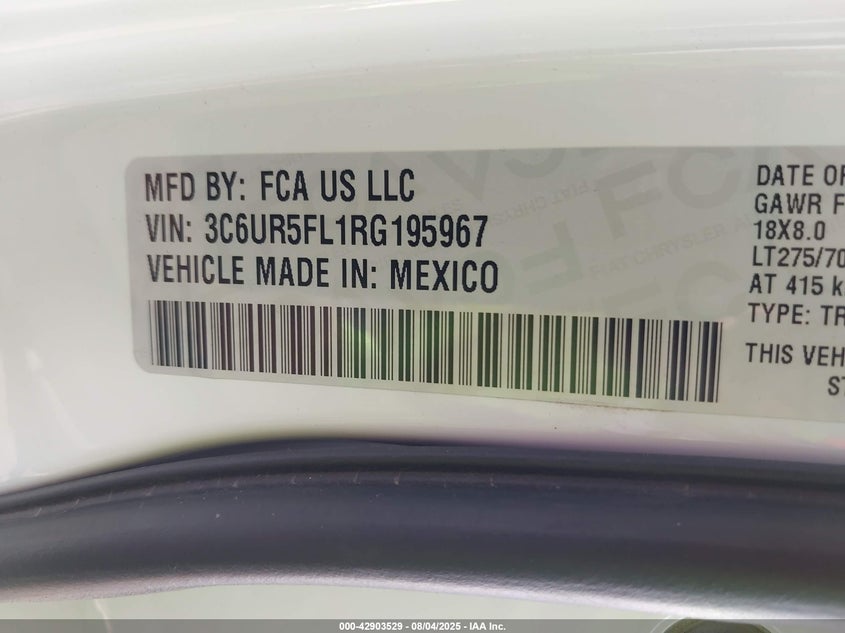 MFD BY: FCA US LLC
VIN: 3C6UR5FL1RG195967
VEHICLE MADE IN: MEXICO
DATE OF
GAWR F
18X8.0
LT275/70
AT 415 k
TYPE: TR
THIS VEH
ST
000-42903529 - 08/04/2025 - IAA Inc.